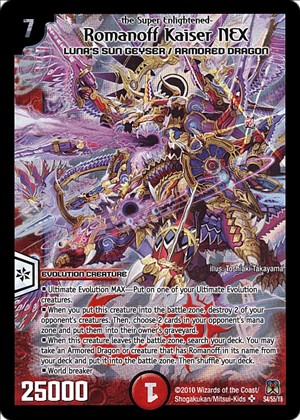 7
-the Super Enlightened-
Romanoff Kaiser NEX
LUNA'S SUN GEYSER / ARMORED DRAGON
illus. Toshiaki Takayama
EVOLUTION CREATURE
■ Ultimate Evolution MAX—Put on one of your Ultimate Evolution
creatures.
■ When you put this creature into the battle zone, destroy 2 of your
opponent's creatures. Then, choose 2 cards in your opponent's mana
zone and put them into their owner's graveyard.
■ When this creature leaves the battle zone, search your deck. You may
take an Armored Dragon or creature that has Romanoff in its name from
your deck and put it into the battle zone. Then shuffle your deck.
■ World breaker
25000
1
©2010 Wizards of the Coast/
Shogakukan/Mitsui-Kids
S4/S5/Y9